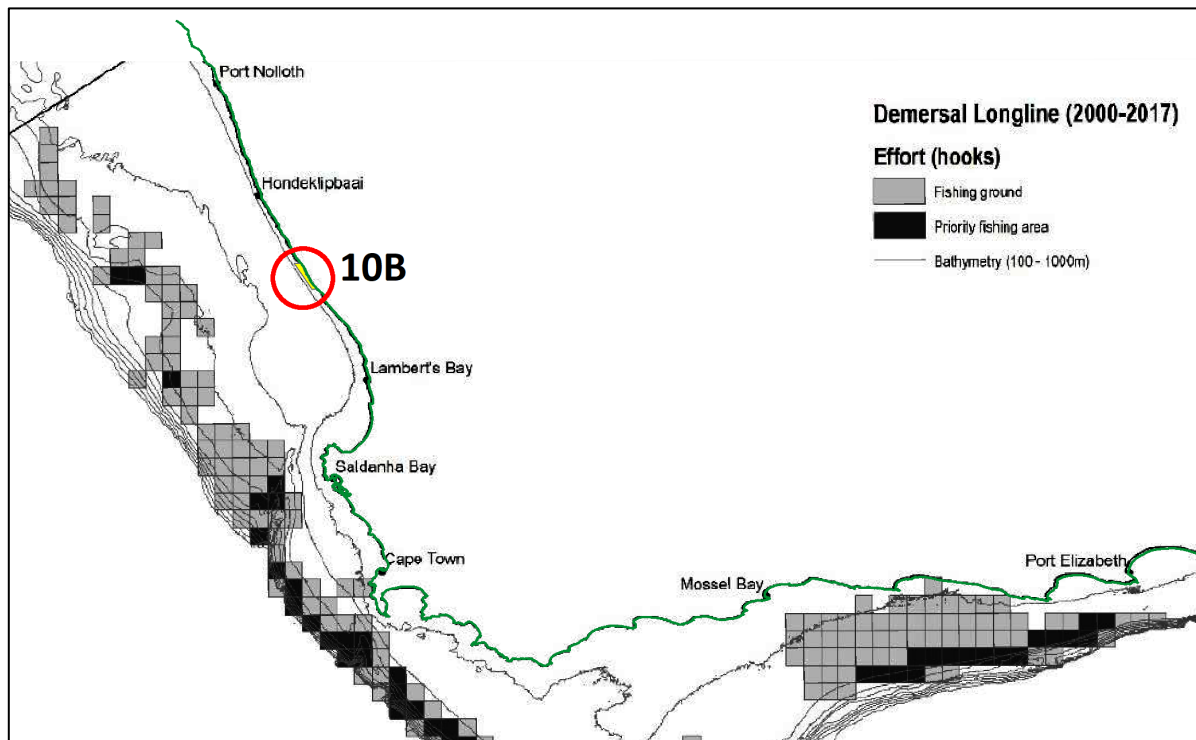 Port Nolloth
Demersal Longline (2000-2017)
Effort (hooks)
Fishing ground
Hondeklipbaai
Priority fishing area
Bathymetry (100 - 1000m)
10B
Lambert's Bay
Saldanha Bay
Cape Town
Port Elizabeth
Mossel Bay